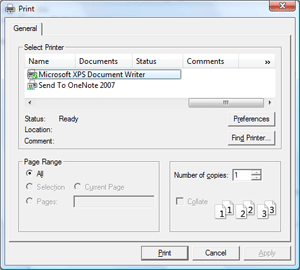 Print
General
Select Printer
Name Documents Status Comments »
Microsoft XPS Document Writer
Send To OneNote 2007
Status: Ready Preferences
Location:
Comment: Find Printer...
Page Range
All
Selection Current Page
Pages:
Number of copies: 1
Collate
1 1 2 2 3 3
Print Cancel Apply